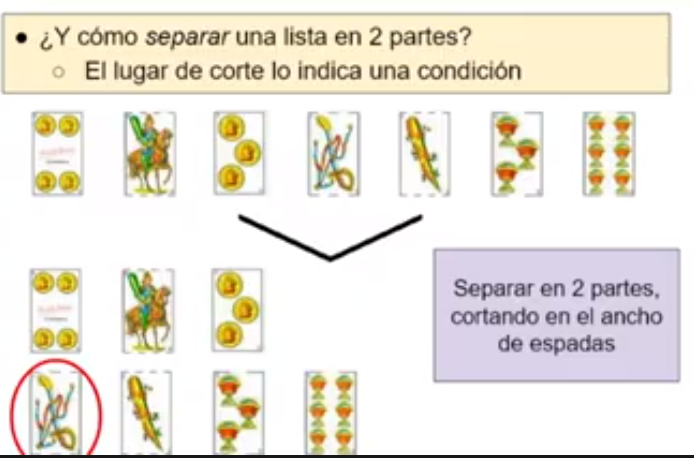 ● ¿Y cómo separar una lista en 2 partes?
○ El lugar de corte lo indica una condición
Separar en 2 partes,
cortando en el ancho
de espadas